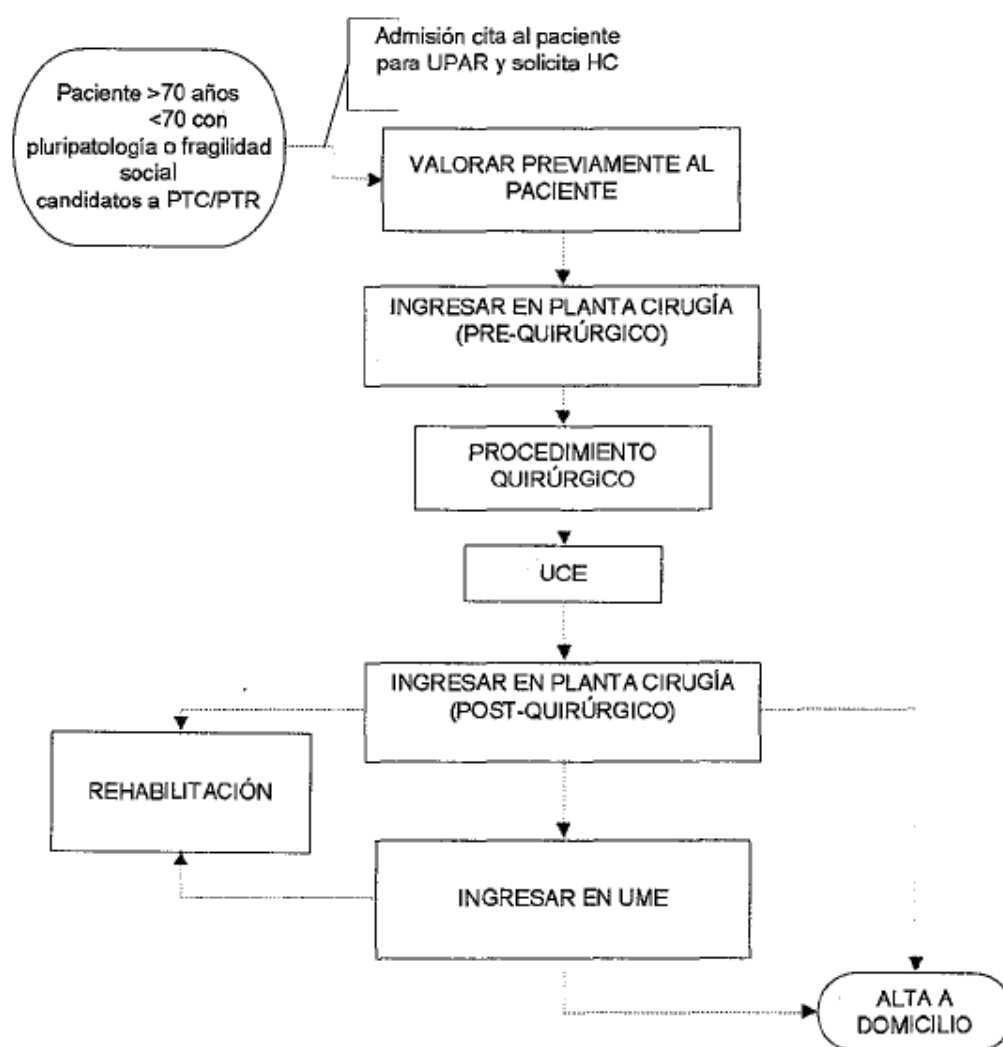 Admisión cita al paciente
para UPAR y solicita HC
Paciente >70 años
<70 con
pluripatología o fragilidad
social
candidatos a PTC/PTR
VALORAR PREVIAMENTE AL
PACIENTE
INGRESAR EN PLANTA CIRUGÍA
(PRE-QUIRÚRGICO)
PROCEDIMIENTO
QUIRÚRGICO
UCE
INGRESAR EN PLANTA CIRUGÍA
(POST-QUIRÚRGICO)
REHABILITACIÓN
INGRESAR EN UME
ALTA A
DOMICILIO